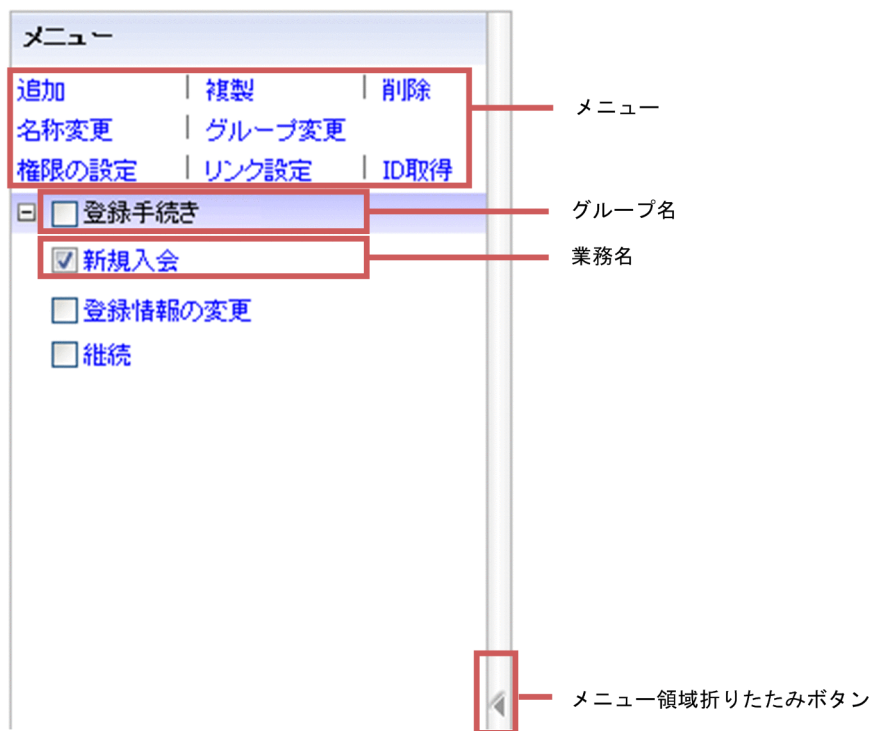 メニュー
追加 | 複製 | 削除
名称変更 | グループ変更
権限の設定 | リンク設定 | ID取得
メニュー
登録手続き
グループ名
新規入会
業務名
登録情報の変更
継続
メニュー領域折りたたみボタン